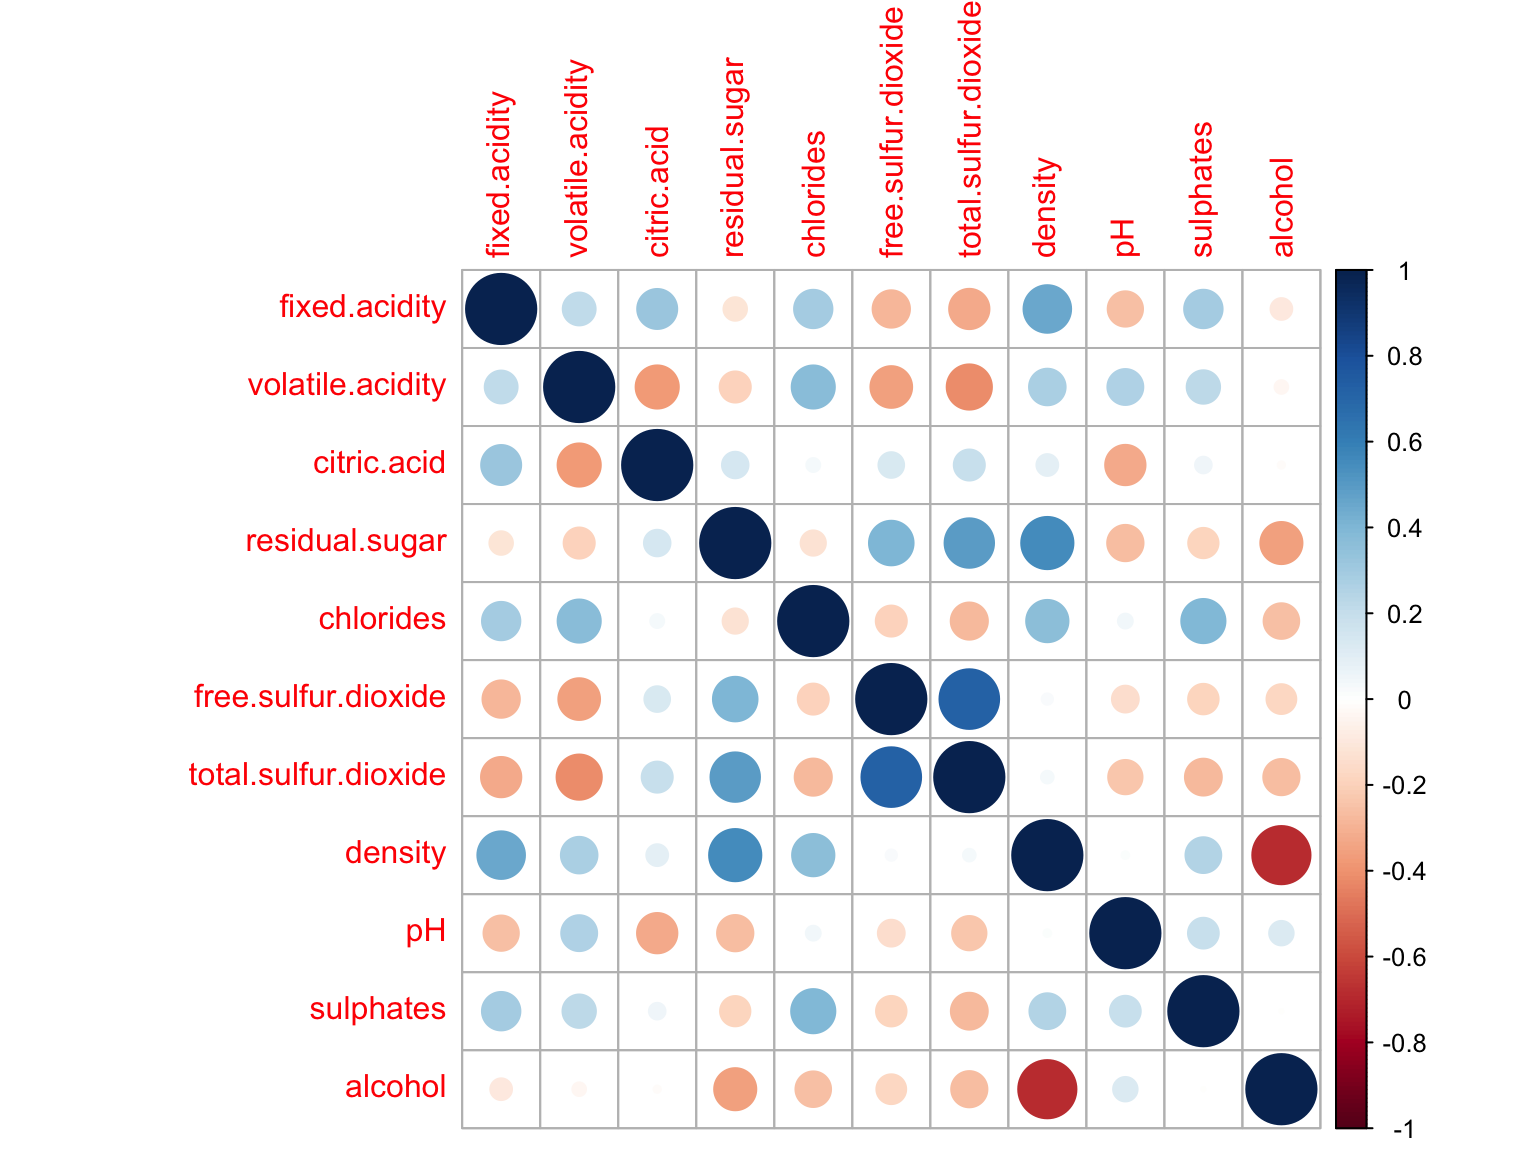 fixed.acidity
volatile.acidity
citric.acid
residual.sugar
chlorides
free.sulfur.dioxide
total.sulfur.dioxide
density
pH
sulphates
alcohol
fixed.acidity
volatile.acidity
citric.acid
residual.sugar
chlorides
free.sulfur.dioxide
total.sulfur.dioxide
density
pH
sulphates
alcohol
1
0.8
0.6
0.4
0.2
0
-0.2
-0.4
-0.6
-0.8
-1